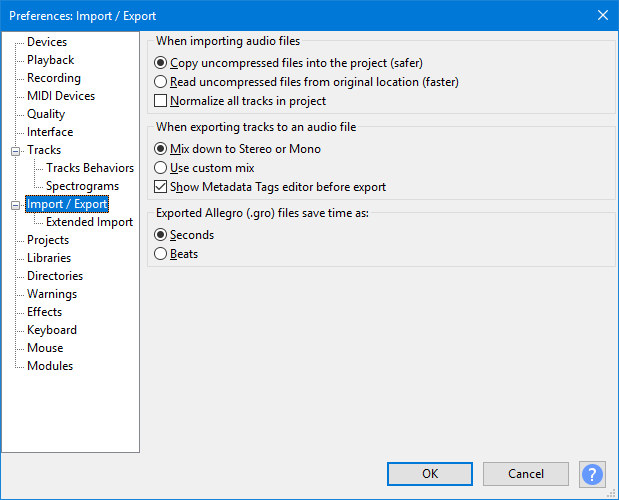 Preferences: Import / Export
Devices
Playback
Recording
MIDI Devices
Quality
Interface
Tracks
Tracks Behaviors
Spectrograms
Import / Export
Extended Import
Projects
Libraries
Directories
Warnings
Effects
Keyboard
Mouse
Modules
When importing audio files
Copy uncompressed files into the project (safer)
Read uncompressed files from original location (faster)
Normalize all tracks in project
When exporting tracks to an audio file
Mix down to Stereo or Mono
Use custom mix
Show Metadata Tags editor before export
Exported Allegro (.gro) files save time as:
Seconds
Beats
OK
Cancel
?